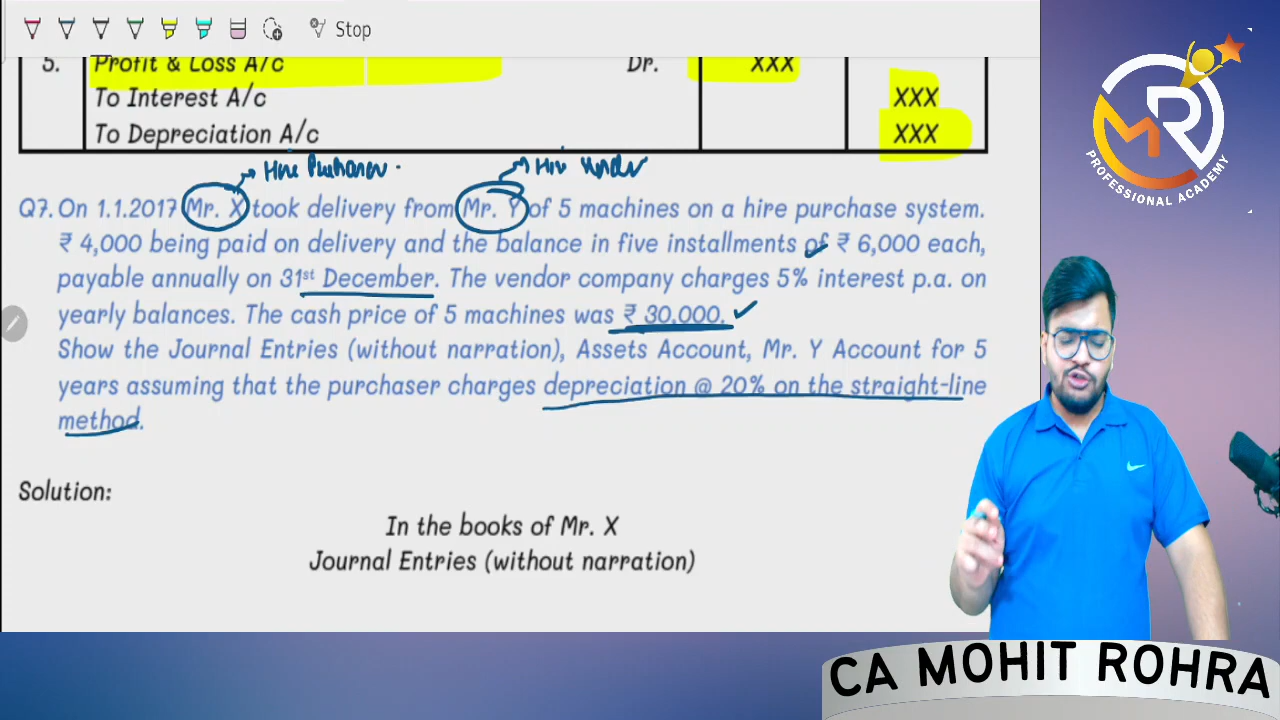 Stop
5. Profit & Loss A/c Dr. XXX
To Interest A/c XXX
To Depreciation A/c XXX
Hire Purchaser
Hire Vendor
Q7. On 1.1.2017 Mr. X took delivery from Mr. Y of 5 machines on a hire purchase system.
₹ 4,000 being paid on delivery and the balance in five installments of ₹ 6,000 each,
payable annually on 31st December. The vendor company charges 5% interest p.a. on
yearly balances. The cash price of 5 machines was ₹ 30,000.
Show the Journal Entries (without narration), Assets Account, Mr. Y Account for 5
years assuming that the purchaser charges depreciation @ 20% on the straight-line
method.
Solution:
In the books of Mr. X
Journal Entries (without narration)
MR
PROFESSIONAL ACADEMY
CA MOHIT ROHRA